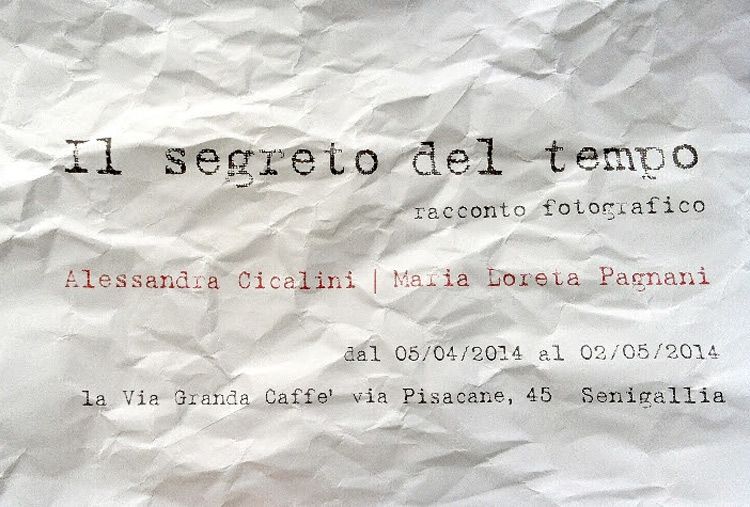 Il segreto del tempo
racconto fotografico
Alessandra Cicalini | Maria Loreta Pagnani
dal 05/04/2014 al 02/05/2014
la Via Granda Caffe' via Pisacane, 45 Senigallia